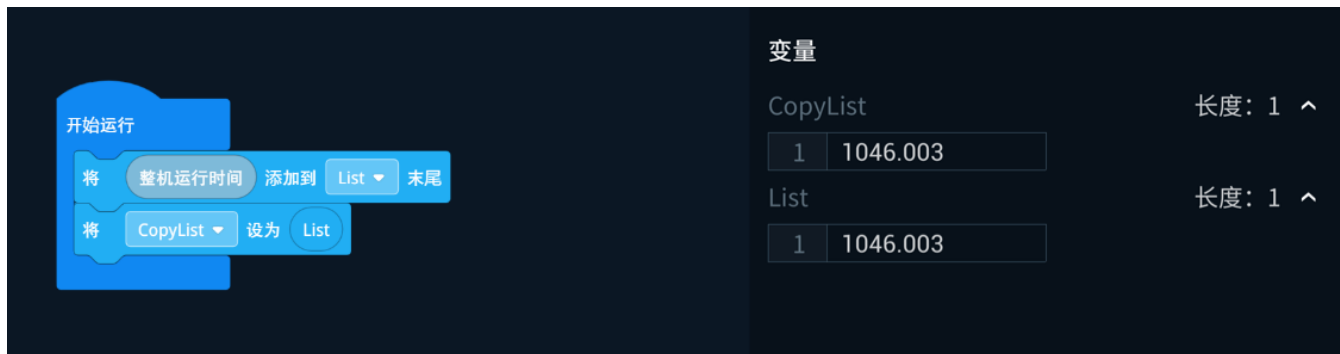 开始运行
将 整机运行时间 添加到 List 末尾
将 CopyList 设为 List
变量
CopyList 长度：1
1 1046.003
List 长度：1
1 1046.003